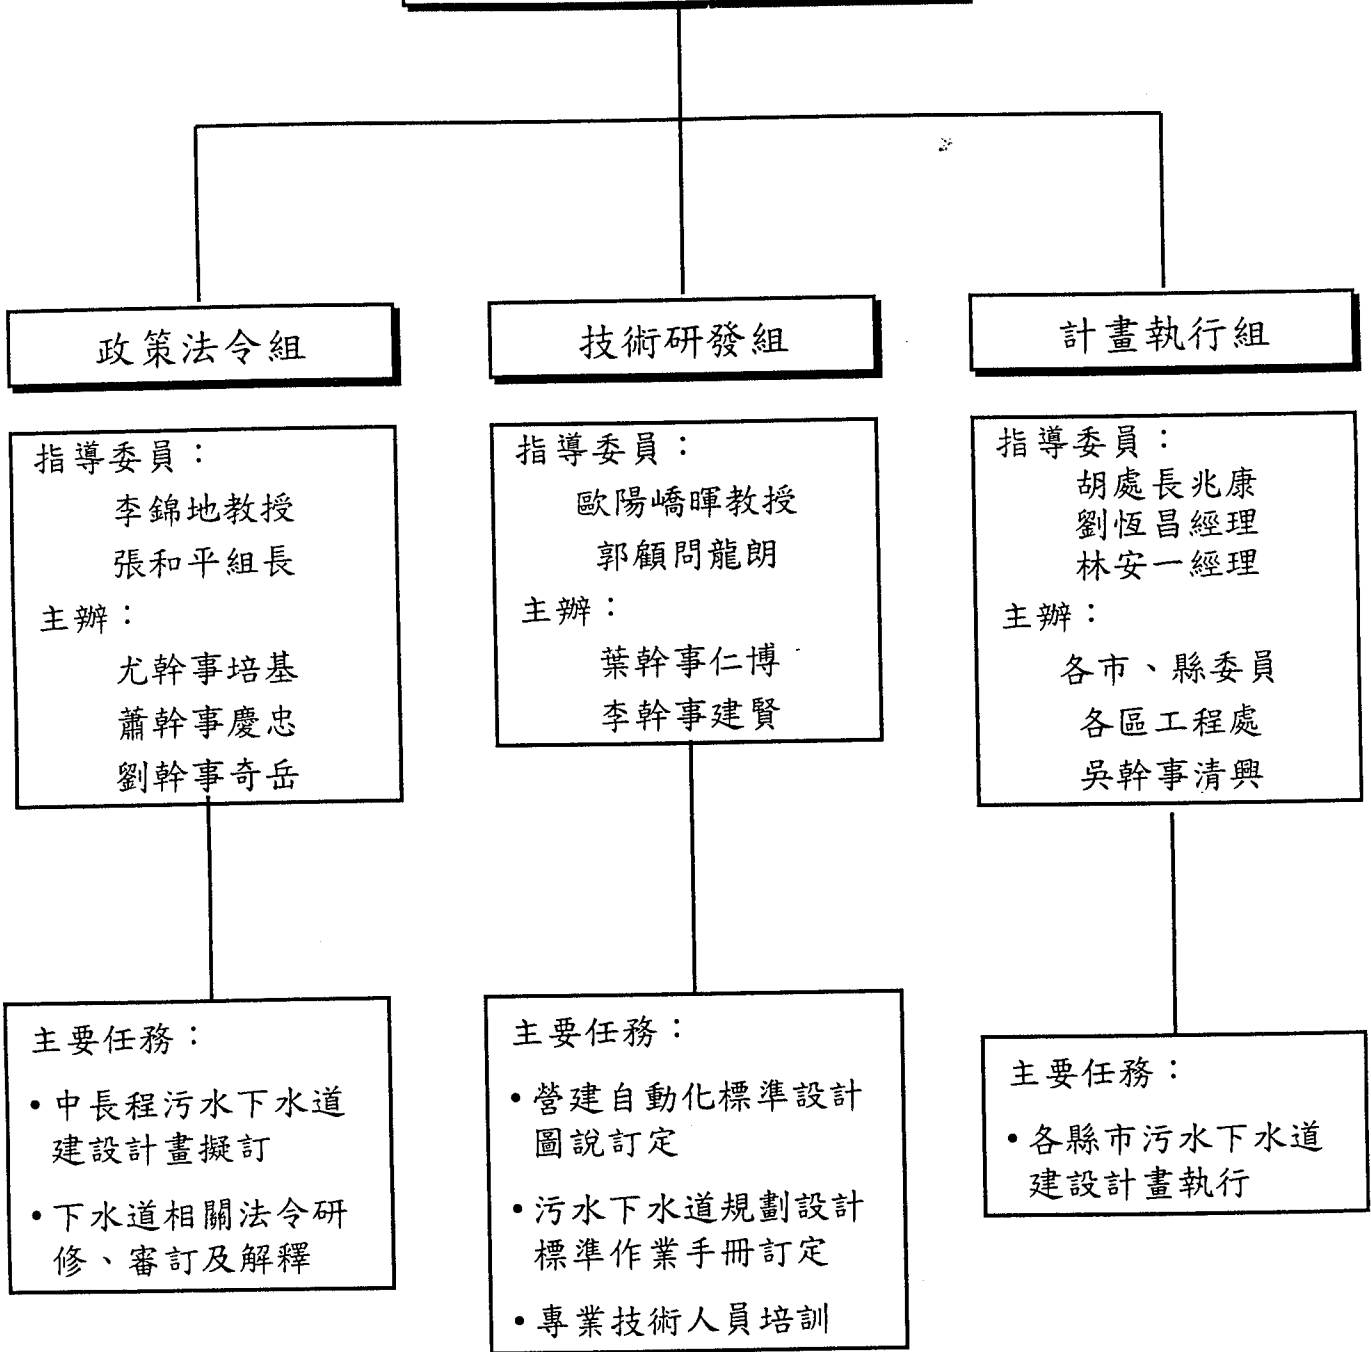 政策法令組
指導委員：
李錦地教授
張和平組長
主辦：
尤幹事培基
蕭幹事慶忠
劉幹事奇岳
主要任務：
•中長程污水下水道
建設計畫擬訂
•下水道相關法令研
修、審訂及解釋
技術研發組
指導委員：
歐陽嶠暉教授
郭顧問龍朗
主辦：
葉幹事仁博
李幹事建賢
主要任務：
•營建自動化標準設計
圖說訂定
•污水下水道規劃設計
標準作業手冊訂定
•專業技術人員培訓
計畫執行組
指導委員：
胡處長兆康
劉恆昌經理
林安一經理
主辦：
各市、縣委員
各區工程處
吳幹事清興
主要任務：
•各縣市污水下水道
建設計畫執行